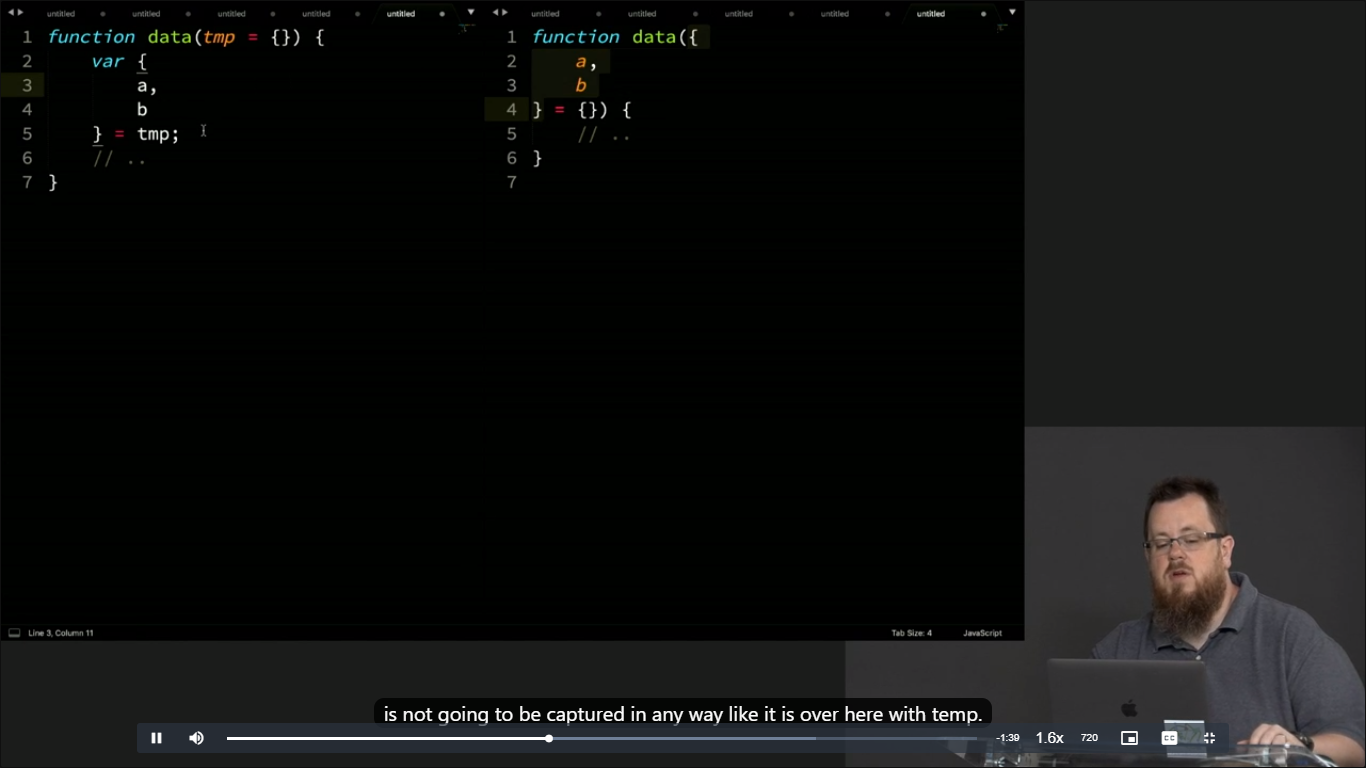 untitled untitled untitled untitled untitled
1 function data(tmp = {}) {
2 var {
3 a,
4 b
5 } = tmp;
6 // ..
7 }
untitled untitled untitled untitled untitled
1 function data({
2 a,
3 b
4 } = {}) {
5 // ..
6 }
7
Line 3, Column 11
Tab Size: 4 JavaScript
is not going to be captured in any way like it is over here with temp.
-1:39 1.6x 720 CC